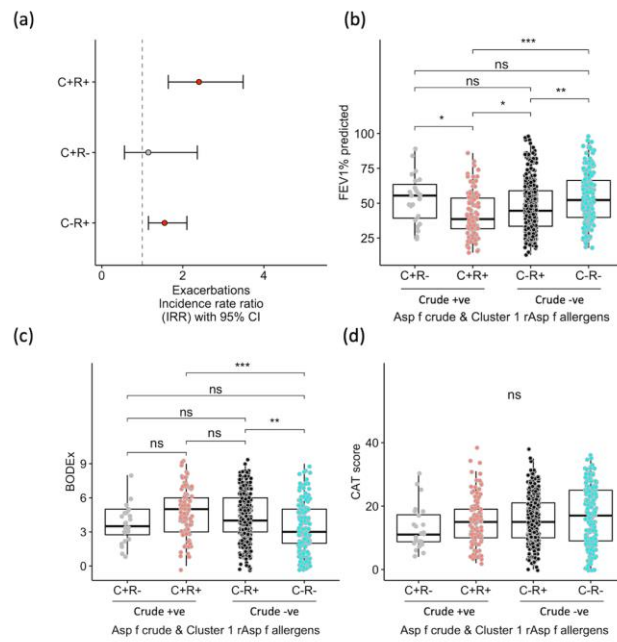 (a)
C+R+
C+R-
C-R+
0 2 4
Exacerbations
Incidence rate ratio
(IRR) with 95% CI
(b)
***
ns
ns **
* *
FEV1% predicted
100
75
50
25
C+R- C+R+ C-R+ C-R-
Crude +ve Crude -ve
Asp f crude & Cluster 1 rAsp f allergens
(c)
***
ns
ns **
ns ns
BODEx
9
6
3
0
C+R- C+R+ C-R+ C-R-
Crude +ve Crude -ve
Asp f crude & Cluster 1 rAsp f allergens
(d)
ns
CAT score
40
20
0
C+R- C+R+ C-R+ C-R-
Crude +ve Crude -ve
Asp f crude & Cluster 1 rAsp f allergens